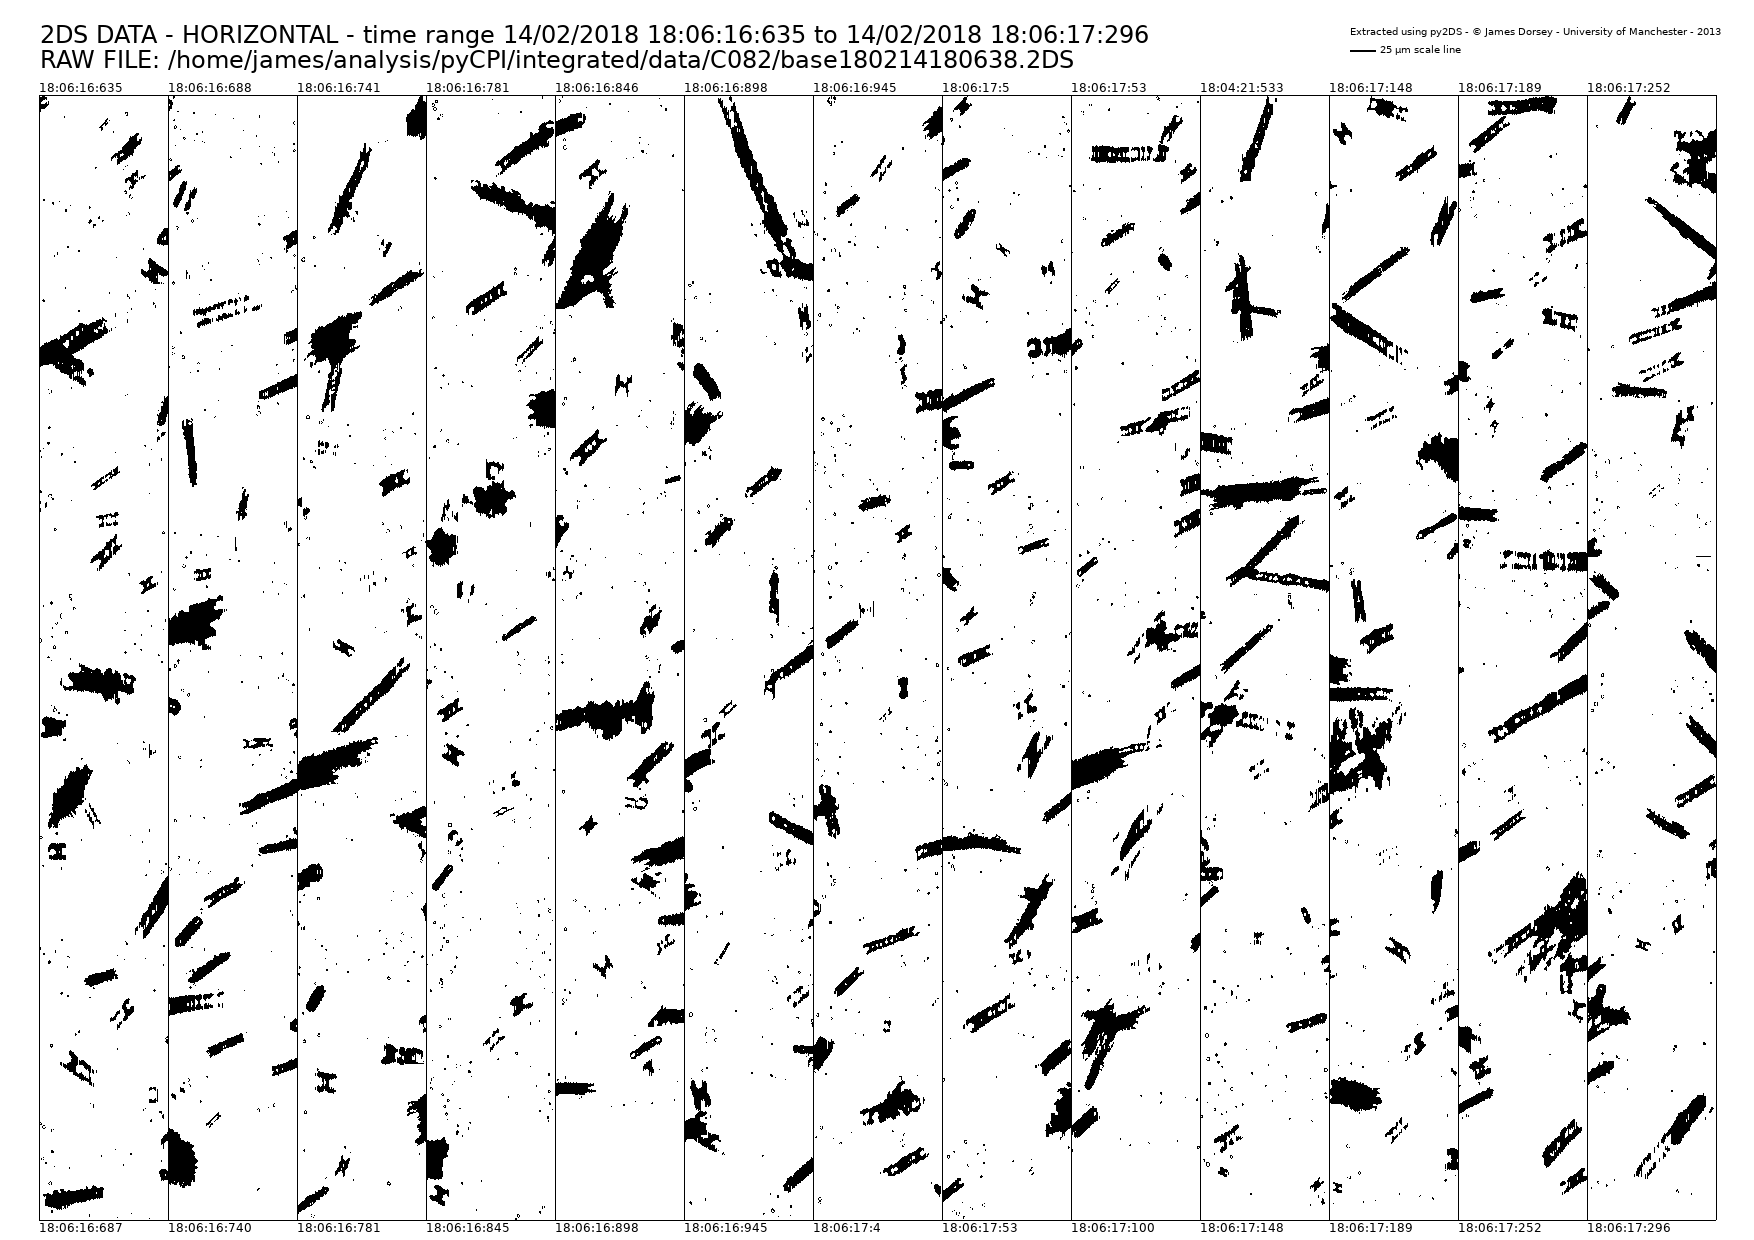 2DS DATA - HORIZONTAL - time range 14/02/2018 18:06:16:635 to 14/02/2018 18:06:17:296
RAW FILE: /home/james/analysis/pyCPI/integrated/data/C082/base180214180638.2DS
Extracted using py2DS - © James Dorsey - University of Manchester - 2013
25 µm scale line
18:06:16:635 18:06:16:688 18:06:16:741 18:06:16:781 18:06:16:846 18:06:16:898 18:06:16:945 18:06:17:5 18:06:17:53 18:04:21:533 18:06:17:148 18:06:17:189 18:06:17:252
18:06:16:687 18:06:16:740 18:06:16:781 18:06:16:845 18:06:16:898 18:06:16:945 18:06:17:4 18:06:17:53 18:06:17:100 18:06:17:148 18:06:17:189 18:06:17:252 18:06:17:296